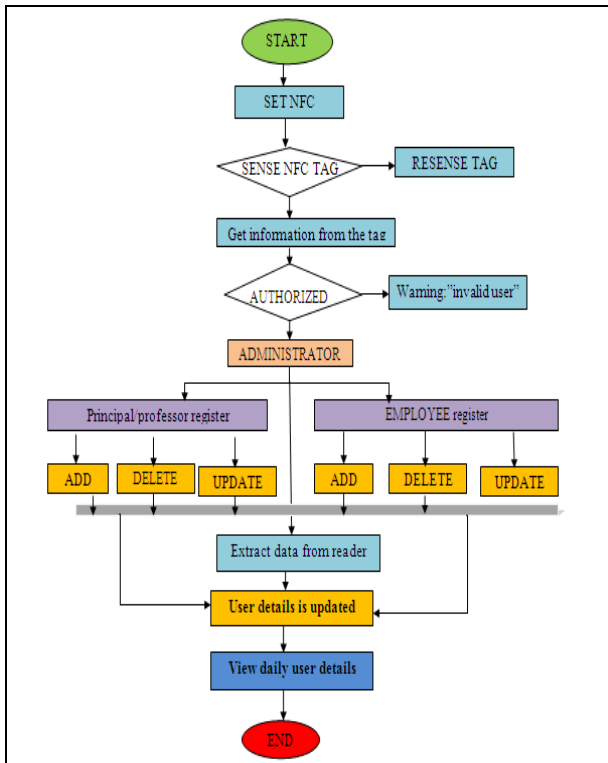 START
SET NFC
SENSE NFC TAG
RESENSE TAG
Get information from the tag
AUTHORIZED
Warning:"invalid user"
ADMINISTRATOR
Principal/professor register
EMPLOYEE register
ADD
DELETE
UPDATE
ADD
DELETE
UPDATE
Extract data from reader
User details is updated
View daily user details
END